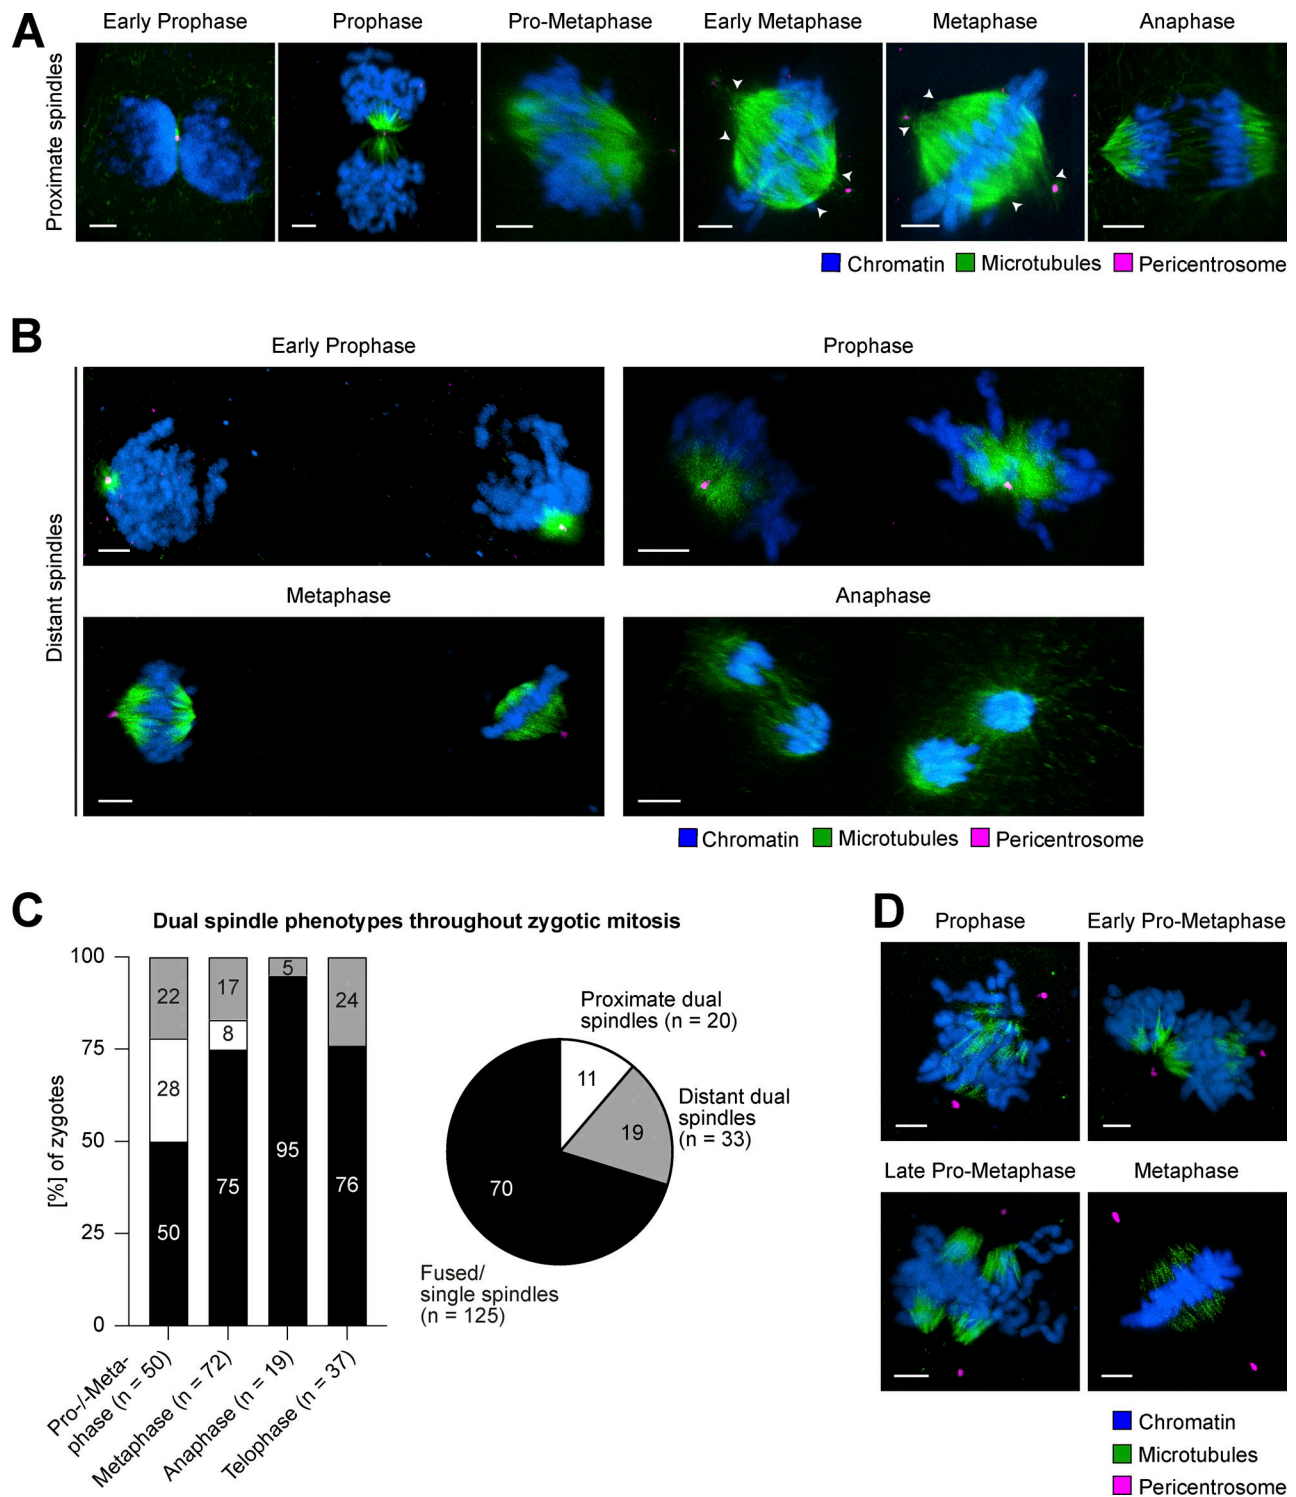 A
Early Prophase
Prophase
Pro-Metaphase
Early Metaphase
Metaphase
Anaphase
Proximate spindles
Chromatin
Microtubules
Pericentrosome
B
Early Prophase
Prophase
Distant spindles
Metaphase
Anaphase
Chromatin
Microtubules
Pericentrosome
C
Dual spindle phenotypes throughout zygotic mitosis
[%] of zygotes
100
75
50
25
0
22
28
50
17
8
75
5
95
24
76
Pro-/-Meta-
phase (n = 50)
Metaphase (n = 72)
Anaphase (n = 19)
Telophase (n = 37)
Proximate dual
spindles (n = 20)
11
Distant dual
spindles
(n = 33)
19
70
Fused/
single spindles
(n = 125)
D
Prophase
Early Pro-Metaphase
Late Pro-Metaphase
Metaphase
Chromatin
Microtubules
Pericentrosome